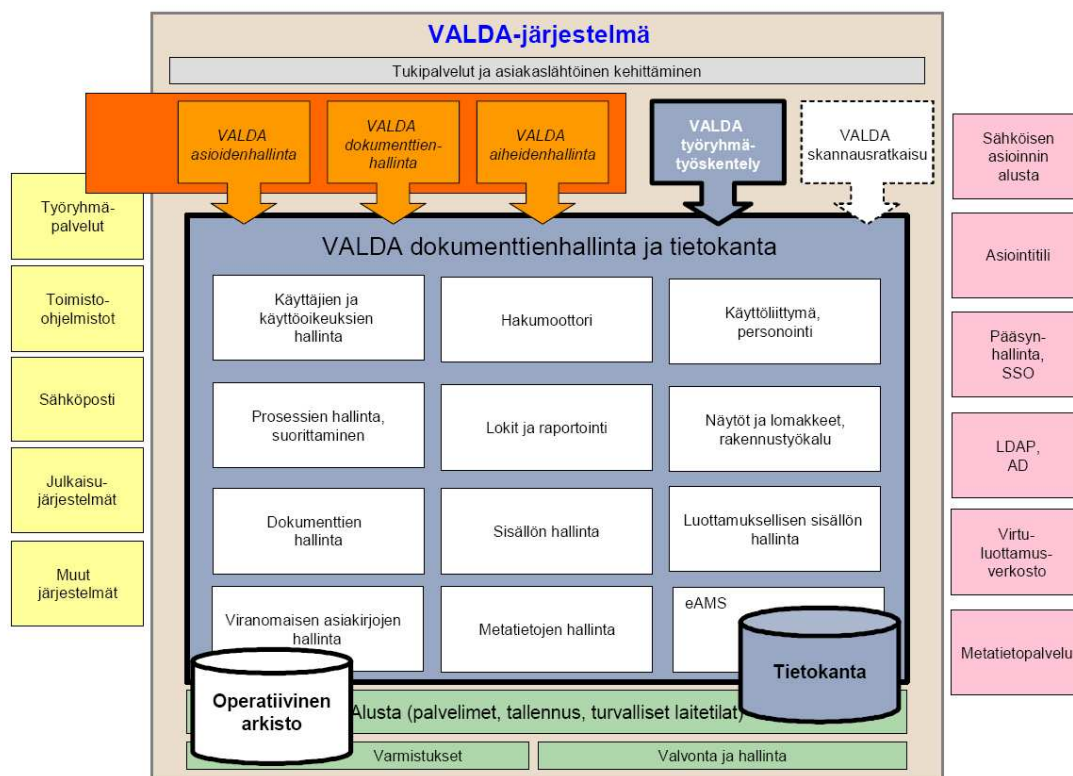 VALDA-järjestelmä
Tukipalvelut ja asiakaslähtöinen kehittäminen
VALDA
asioidenhallinta
VALDA
dokumenttien-
hallinta
VALDA
aiheidenhallinta
VALDA
työryhmä-
työskentely
VALDA
skannausratkaisu
Työryhmä-
palvelut
Toimisto-
ohjelmistot
Sähköposti
Julkaisu-
järjestelmät
Muut
järjestelmät
VALDA dokumenttienhallinta ja tietokanta
Käyttäjien ja
käyttöoikeuksien
hallinta
Hakumoottori
Käyttöliittymä,
personointi
Prosessien hallinta,
suorittaminen
Lokit ja raportointi
Näytöt ja lomakkeet,
rakennustyökalu
Dokumenttien
hallinta
Sisällön hallinta
Luottamuksellisen sisällön
hallinta
Viranomaisen asiakirjojen
hallinta
Metatietojen hallinta
eAMS
Operatiivinen
arkisto
Tietokanta
Alusta (palvelimet, tallennus, turvalliset laitetilat)
Varmistukset
Valvonta ja hallinta
Sähköisen
asioinnin
alusta
Asiointitili
Pääsyn-
hallinta,
SSO
LDAP,
AD
Virtu-
luottamus-
verkosto
Metatietopalvelu